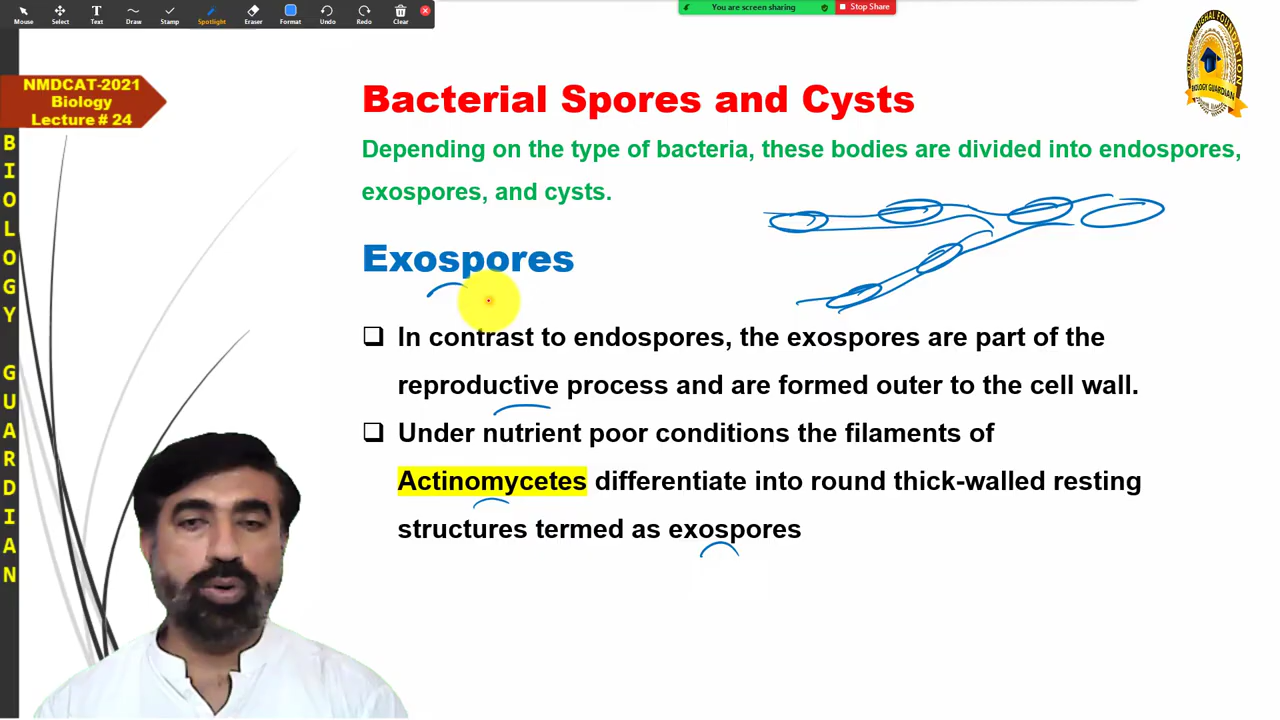 Mouse Select Text Draw Stamp Spotlight Eraser Format Undo Redo Clear
You are screen sharing Stop Share
NMDCAT-2021
Biology
Lecture # 24
BIOLOGY GUARDIAN
BIOLOGY GUARDIAN
Bacterial Spores and Cysts
Depending on the type of bacteria, these bodies are divided into endospores,
exospores, and cysts.
Exospores
In contrast to endospores, the exospores are part of the
reproductive process and are formed outer to the cell wall.
Under nutrient poor conditions the filaments of
Actinomycetes differentiate into round thick-walled resting
structures termed as exospores